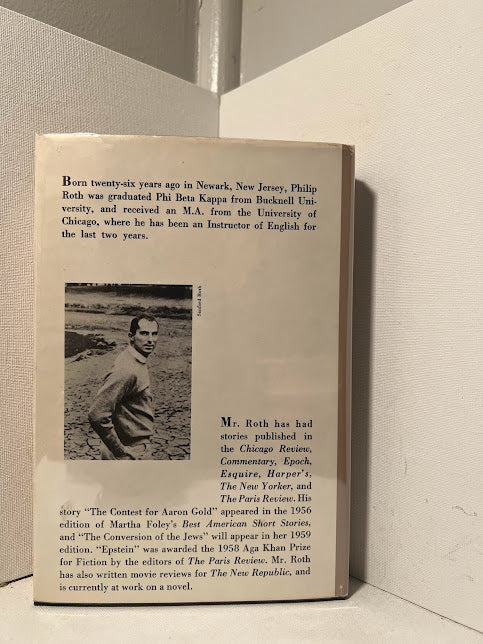 Born twenty-six years ago in Newark, New Jersey, Philip
Roth was graduated Phi Beta Kappa from Bucknell Uni-
versity, and received an M.A. from the University of
Chicago, where he has been an Instructor of English for
the last two years.
Sanford Roth
Mr. Roth has had
stories published in
the Chicago Review,
Commentary, Epoch,
Esquire, Harper's,
The New Yorker, and
The Paris Review. His
story "The Contest for Aaron Gold" appeared in the 1956
edition of Martha Foley's Best American Short Stories,
and "The Conversion of the Jews" will appear in her 1959
edition. "Epstein" was awarded the 1958 Aga Khan Prize
for Fiction by the editors of The Paris Review. Mr. Roth
has also written movie reviews for The New Republic, and
is currently at work on a novel.